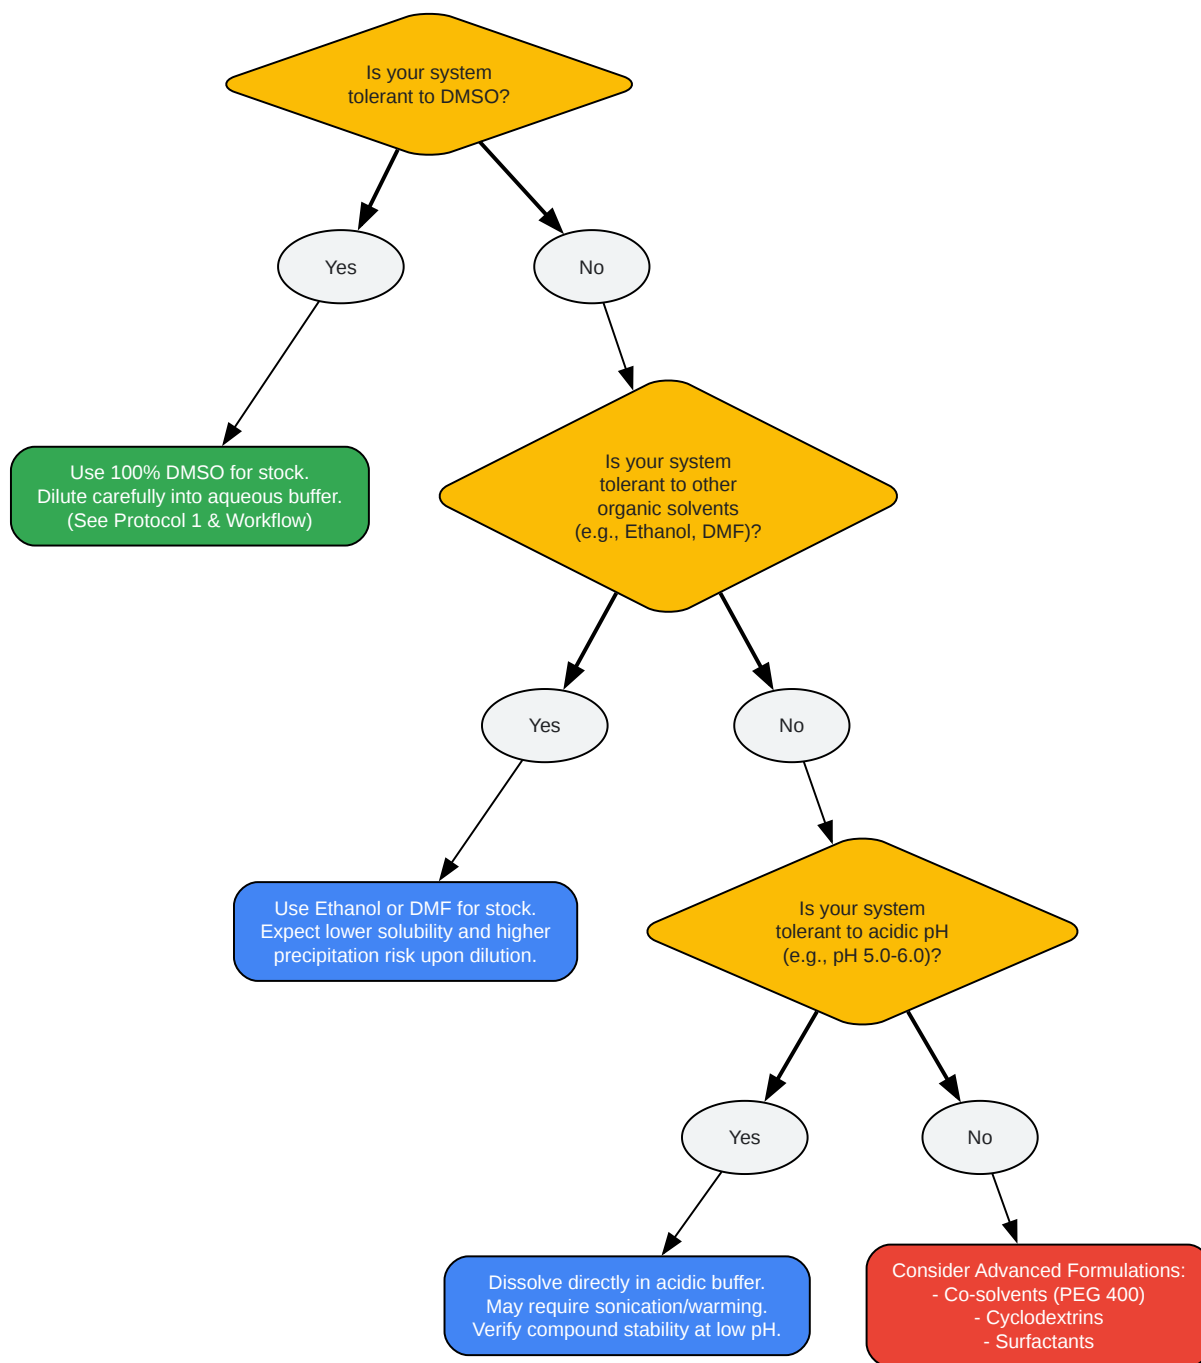 Is your system
tolerant to DMSO?
Yes
No
Use 100% DMSO for stock.
Dilute carefully into aqueous buffer.
(See Protocol 1 & Workflow)
Is your system
tolerant to other
organic solvents
(e.g., Ethanol, DMF)?
Yes
No
Use Ethanol or DMF for stock.
Expect lower solubility and higher
precipitation risk upon dilution.
Is your system
tolerant to acidic pH
(e.g., pH 5.0-6.0)?
Yes
No
Dissolve directly in acidic buffer.
May require sonication/warming.
Verify compound stability at low pH.
Consider Advanced Formulations:
- Co-solvents (PEG 400)
- Cyclodextrins
- Surfactants